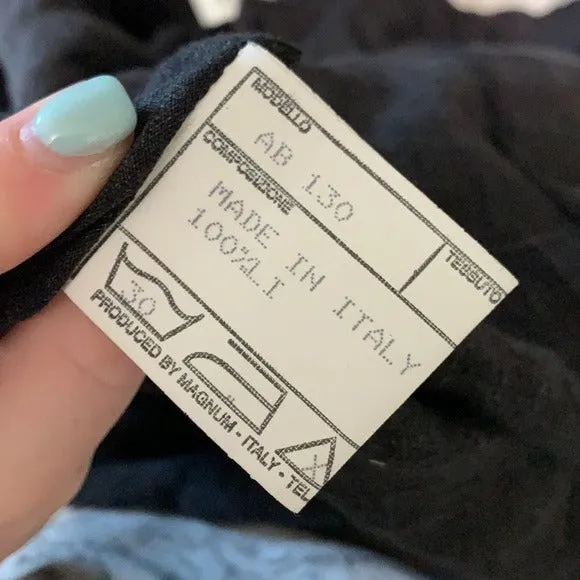 MODELLO
AB 130
TESSUTO
COMPOSIZIONE
MADE IN ITALY
100%LI
30
PRODUCED BY MAGNUM - ITALY - TEL